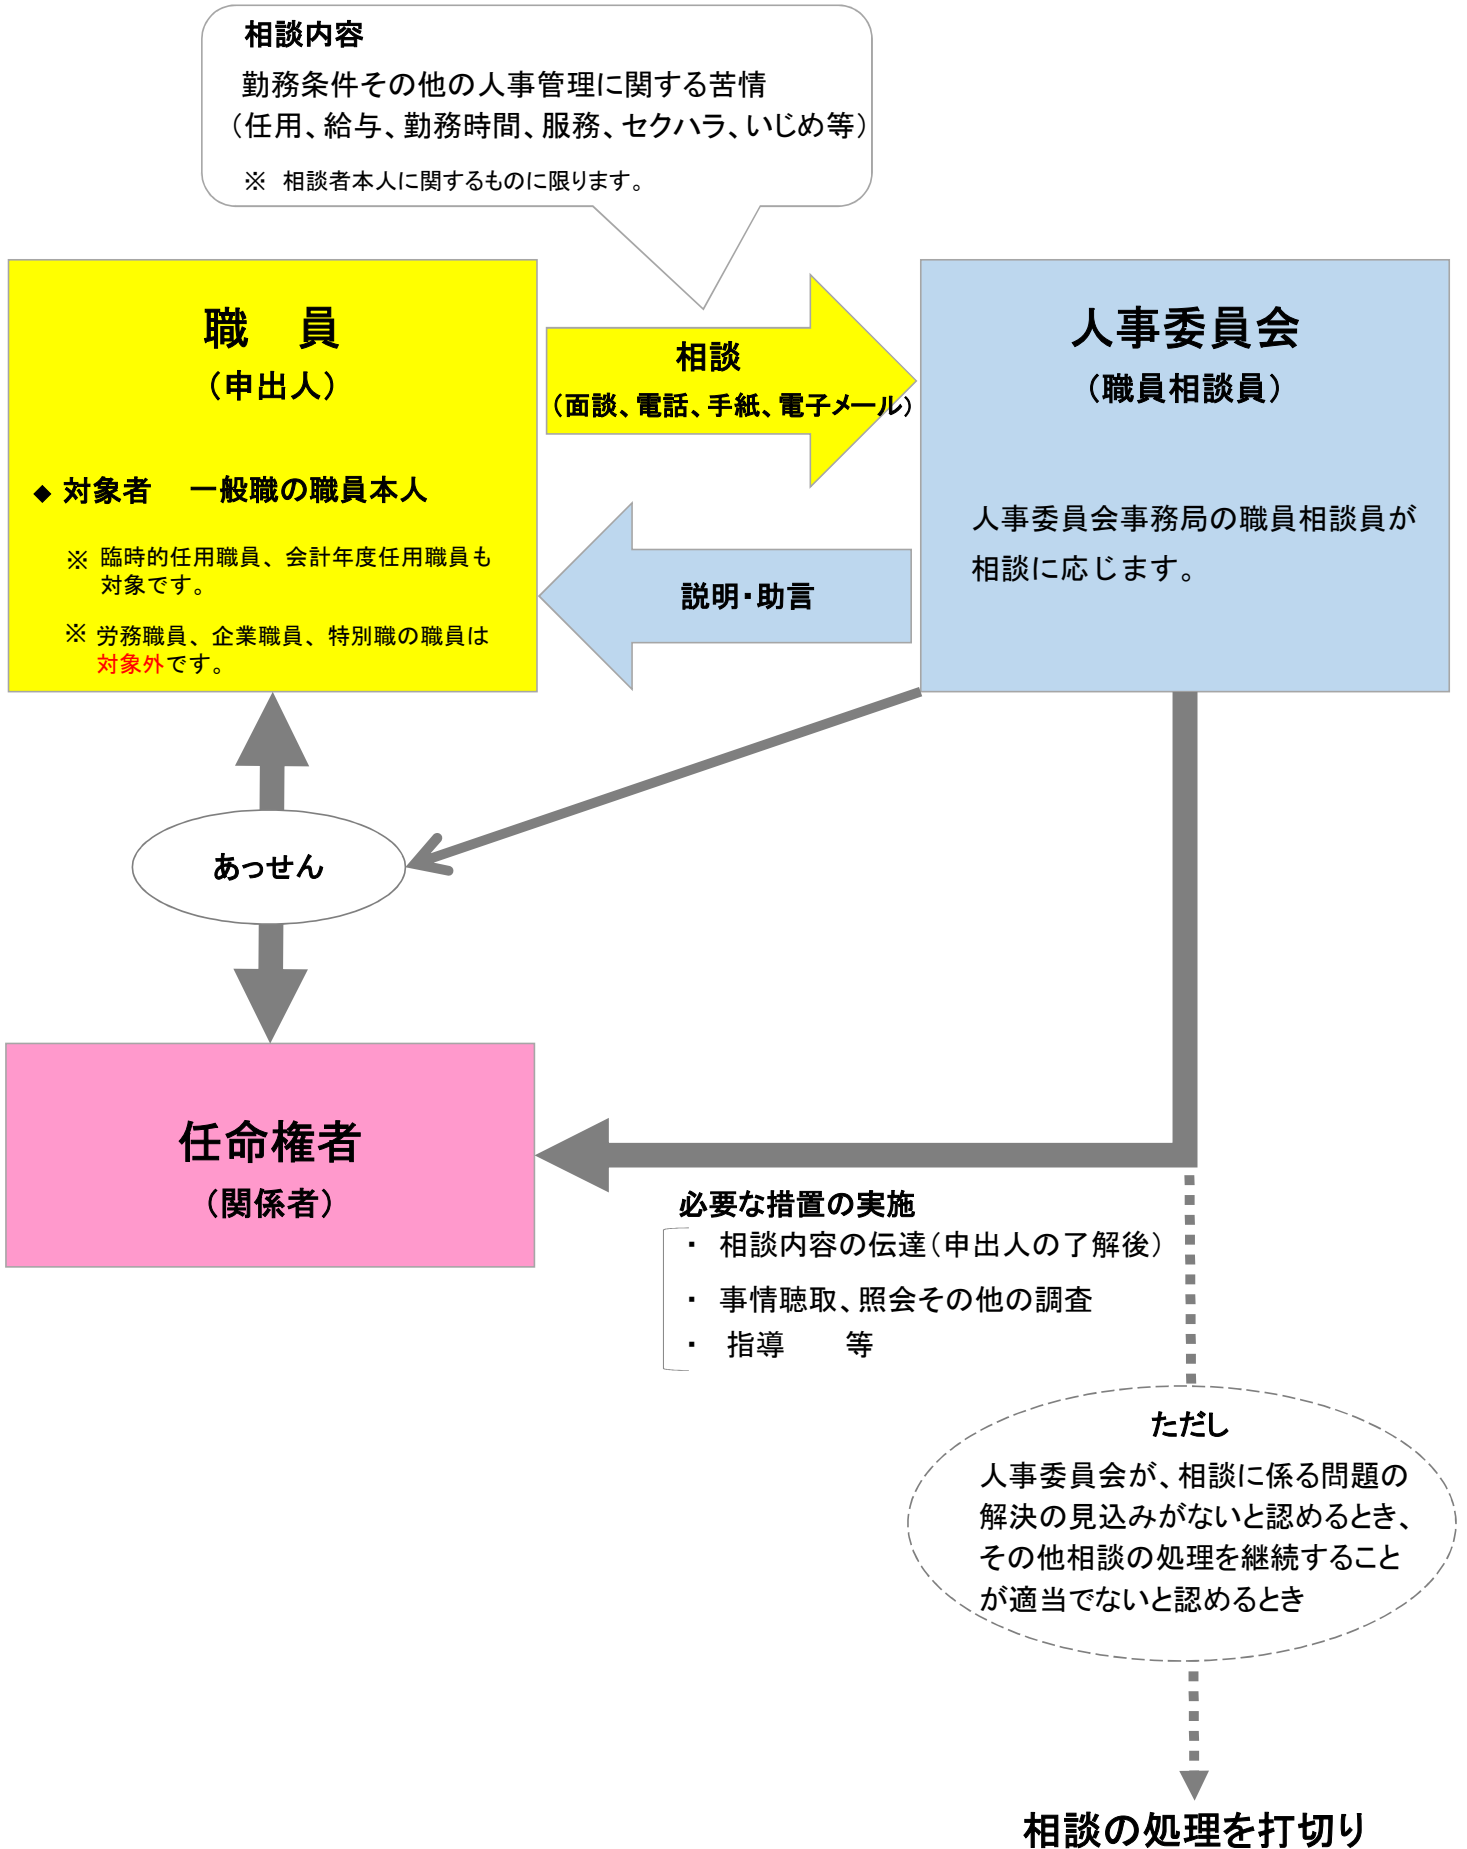 相談内容
勤務条件その他の人事管理に関する苦情
（任用、給与、勤務時間、服務、セクハラ、いじめ等）
※　相談者本人に関するものに限ります。
職　員
（申出人）
◆ 対象者　一般職の職員本人
※ 臨時的任用職員、会計年度任用職員も
対象です。
※ 労務職員、企業職員、特別職の職員は
対象外です。
相談
（面談、電話、手紙、電子メール）
説明・助言
人事委員会
（職員相談員）
人事委員会事務局の職員相談員が
相談に応じます。
あっせん
任命権者
（関係者）
必要な措置の実施
・　相談内容の伝達（申出人の了解後）
・　事情聴取、照会その他の調査
・　指導　　等
ただし
人事委員会が、相談に係る問題の
解決の見込みがないと認めるとき、
その他相談の処理を継続すること
が適当でないと認めるとき
相談の処理を打切り